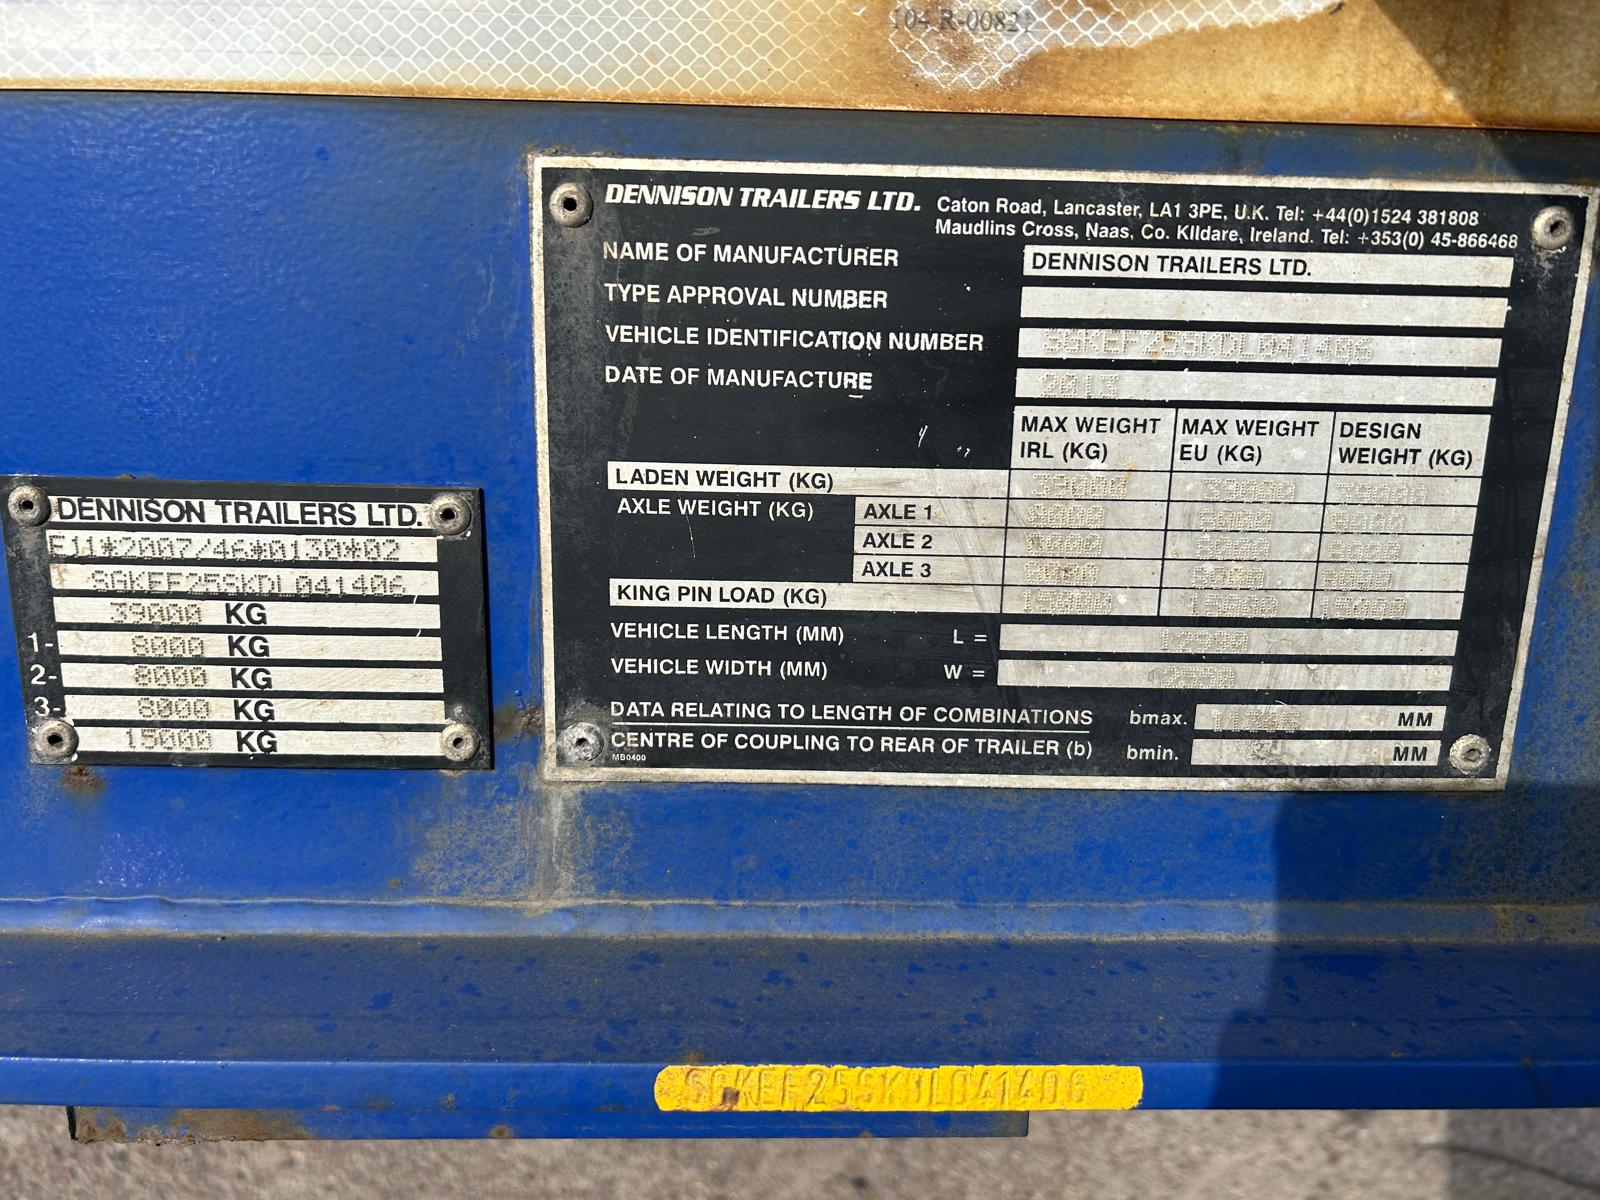 104 R-00821
DENNISON TRAILERS LTD. Caton Road, Lancaster, LA1 3PE, U.K. Tel: +44(0)1524 381808
Maudlins Cross, Naas, Co. Kildare, Ireland. Tel: +353(0) 45-866468
NAME OF MANUFACTURER DENNISON TRAILERS LTD.
TYPE APPROVAL NUMBER
VEHICLE IDENTIFICATION NUMBER SGKEF25SKDL041406
DATE OF MANUFACTURE 2013
MAX WEIGHT IRL (KG) MAX WEIGHT EU (KG) DESIGN WEIGHT (KG)
LADEN WEIGHT (KG) 39000 39000 39000
AXLE WEIGHT (KG) AXLE 1 8000 8000 8000
AXLE 2 8000 8000 8000
AXLE 3 8000 8000 8000
KING PIN LOAD (KG) 15000 15000 15000
VEHICLE LENGTH (MM) L =
VEHICLE WIDTH (MM) W = 2550
DATA RELATING TO LENGTH OF COMBINATIONS bmax. MM
CENTRE OF COUPLING TO REAR OF TRAILER (b) bmin. MM
MB0400
DENNISON TRAILERS LTD.
E11*2007/46*0130*02
SGKEF25SKDL041406
39000 KG
1- 8000 KG
2- 8000 KG
3- 8000 KG
15000 KG
SGKEF25SKDL041406